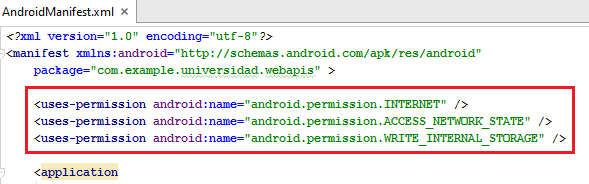 AndroidManifest.xml
<?xml version="1.0" encoding="utf-8"?>
<manifest xmlns:android="http://schemas.android.com/apk/res/android"
package="com.example.universidad.webapis" >
<uses-permission android:name="android.permission.INTERNET" />
<uses-permission android:name="android.permission.ACCESS_NETWORK_STATE" />
<uses-permission android:name="android.permission.WRITE_INTERNAL_STORAGE" />
<application